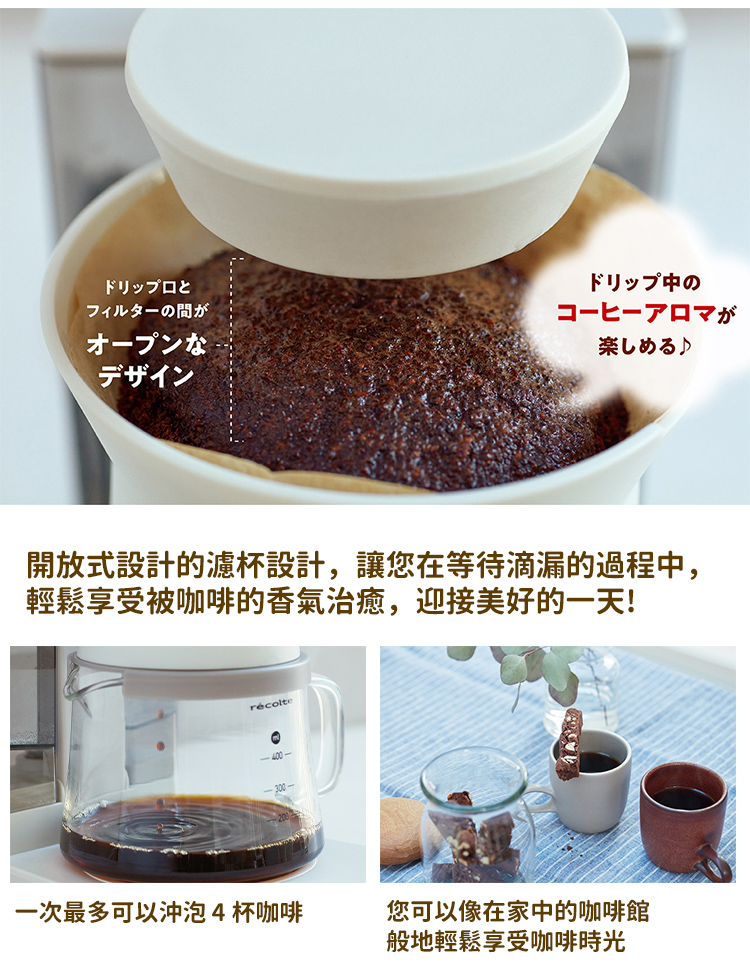 ドリップ口と
フィルターの間が
オープンな
デザイン
ドリップ中の
コーヒーアロマが
楽しめる♪
開放式設計的濾杯設計，讓您在等待滴漏的過程中，
輕鬆享受被咖啡的香氣治癒，迎接美好的一天!
récolte
ml
400
300
200
一次最多可以沖泡 4 杯咖啡
您可以像在家中的咖啡館
般地輕鬆享受咖啡時光